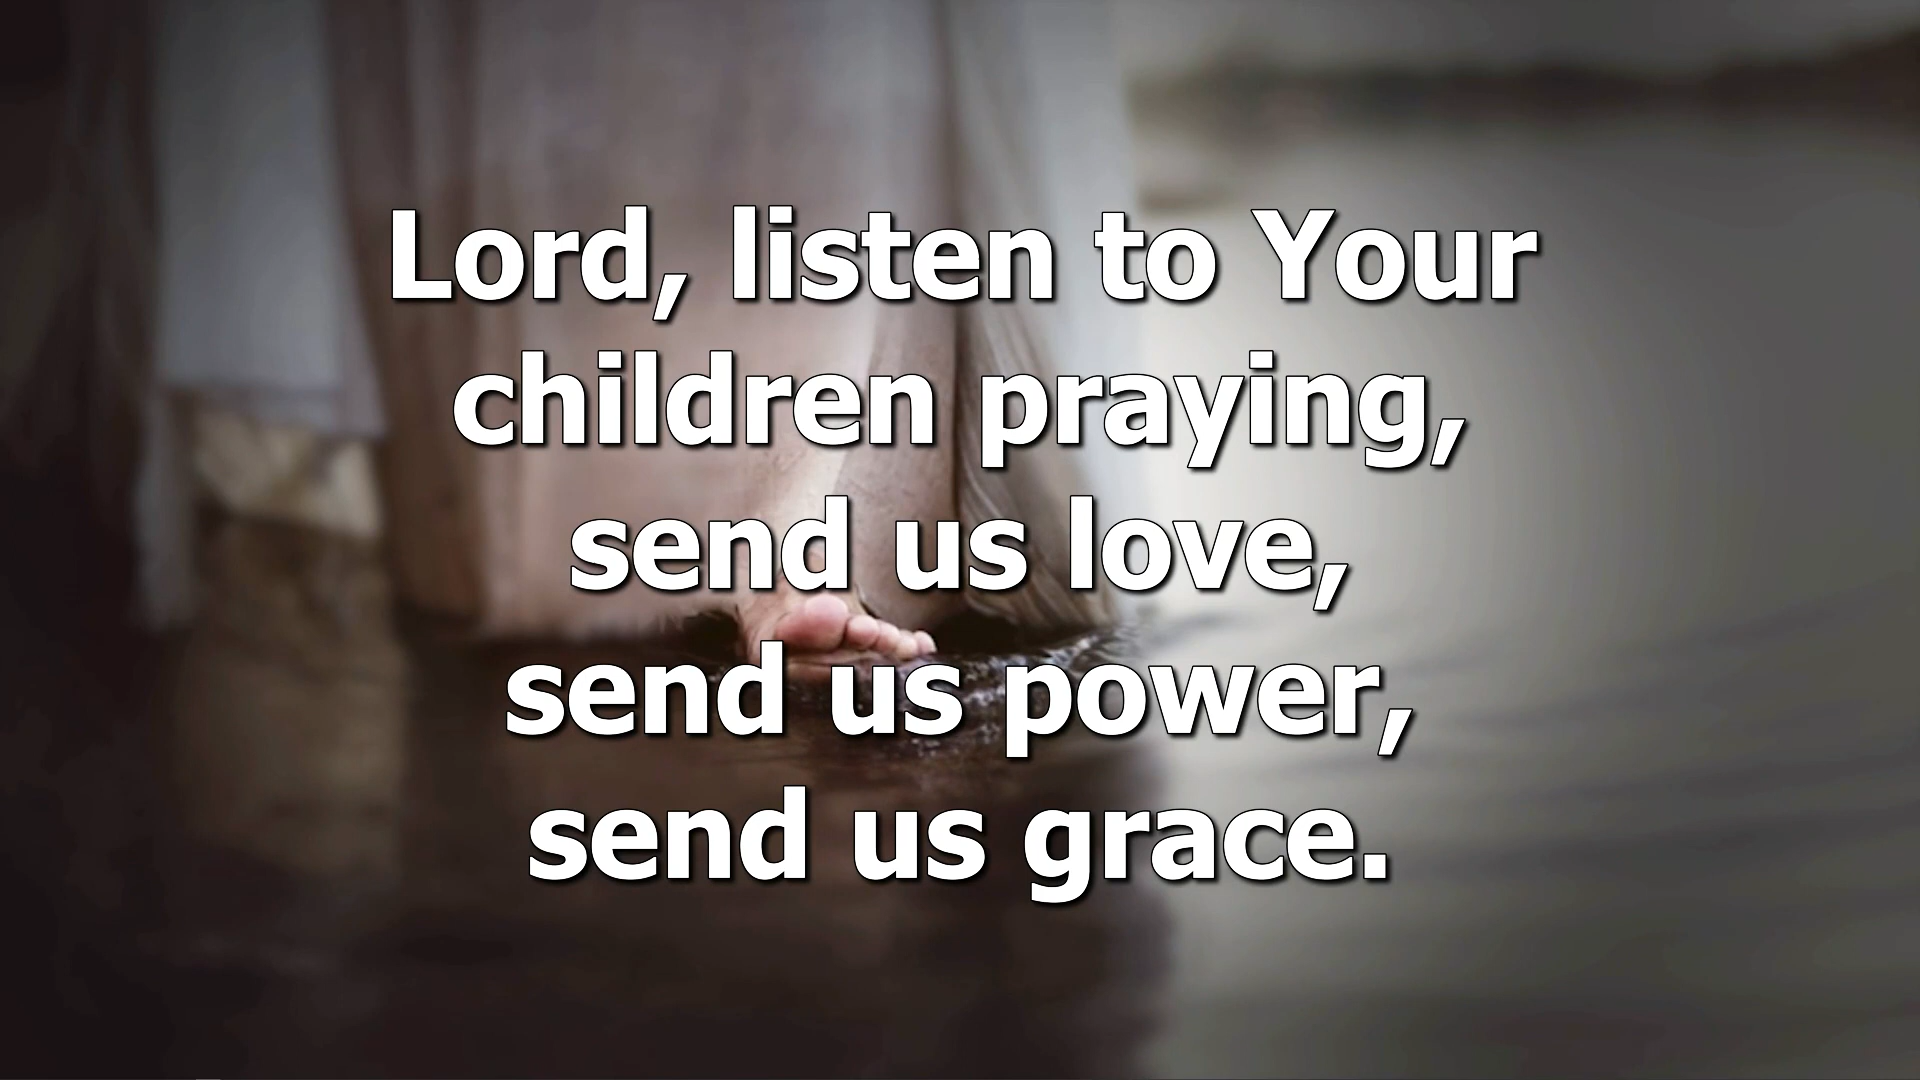 Lord, listen to Your
children praying,
send us love,
send us power,
send us grace.